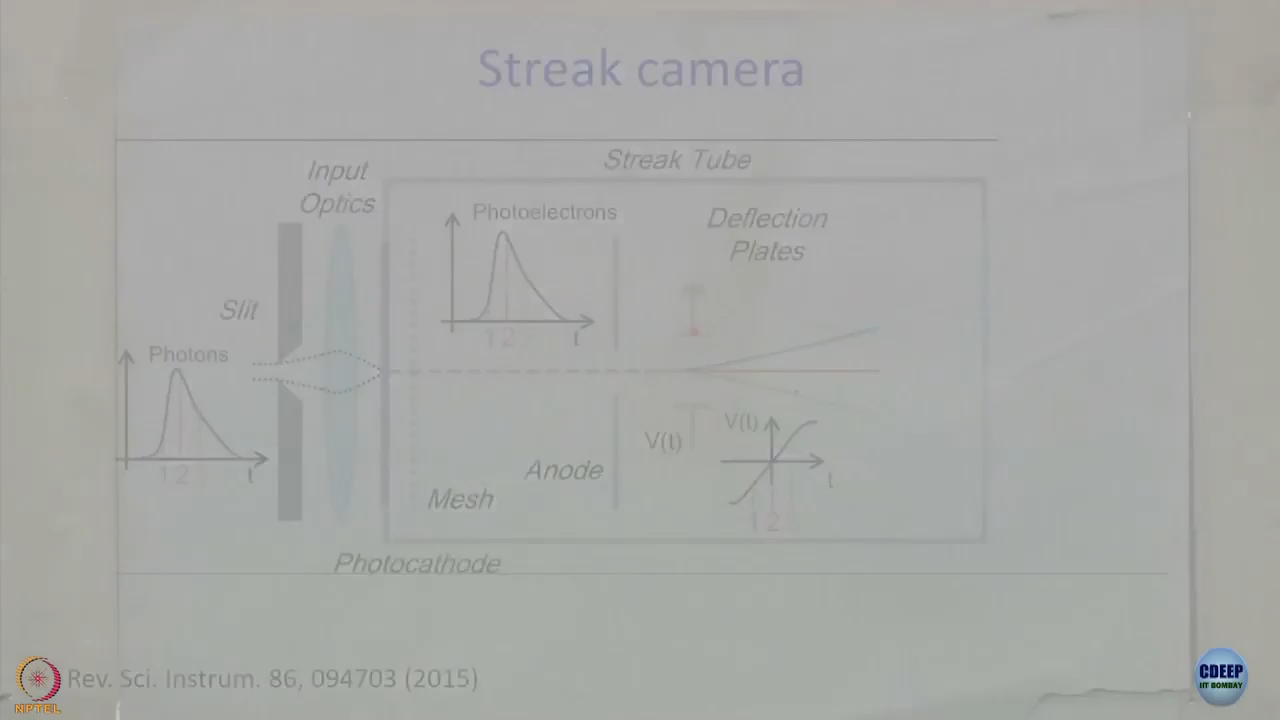 Streak camera
Streak Tube
Input
Optics
Photoelectrons
Deflection
Plates
Slit
Photons
t
1 2
t
1 2
V(t)
V(t)
t
1 2
Anode
Mesh
Photocathode
Rev. Sci. Instrum. 86, 094703 (2015)
NPTEL
CDEEP
IIT BOMBAY